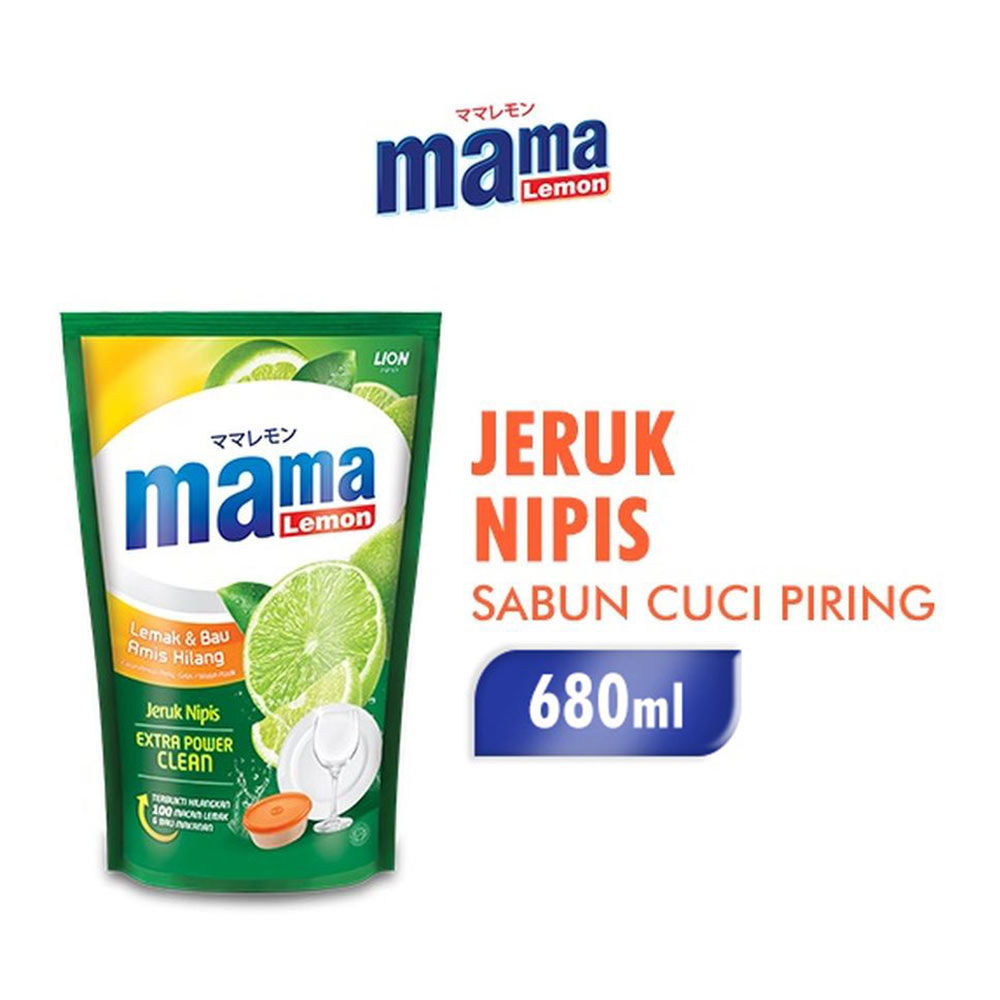 ママレモン
mama
Lemon
LION
ママレモン
mama
Lemon
Lemak & Bau
Amis Hilang
Jeruk Nipis
EXTRA POWER
CLEAN
TERBUKTI HILANGKAN
100 MACAM LEMAK
& BAU MAKANAN
JERUK
NIPIS
SABUN CUCI PIRING
680ml